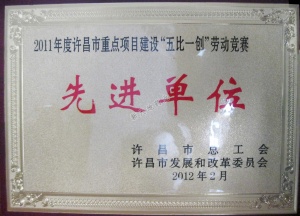 2011年度许昌市重点项目建设“五比一创”劳动竞赛
先进单位
许昌市总工会
许昌市发展和改革委员会
2012年2月